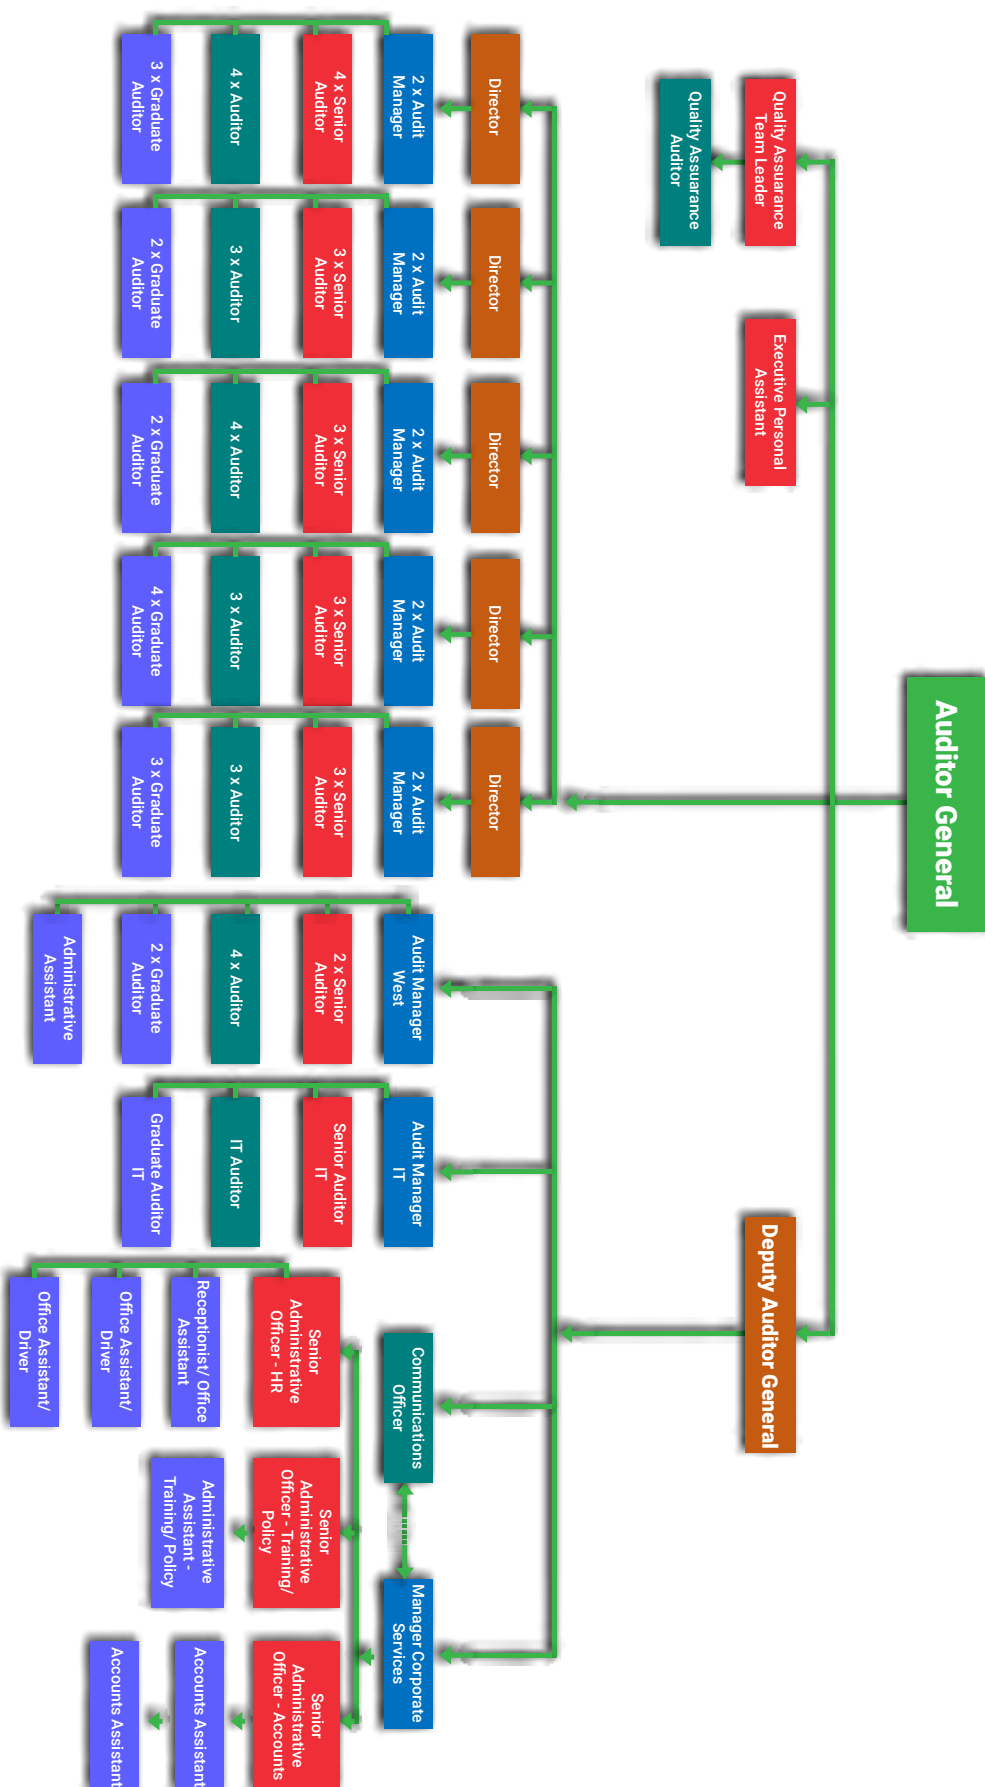 Auditor General
Quality Assurance
Team Leader
Executive Personal
Assistant
Deputy Auditor General
Quality Assuarance
Auditor
Director
Director
Director
Director
Director
2 x Audit
Manager
2 x Audit
Manager
2 x Audit
Manager
2 x Audit
Manager
2 x Audit
Manager
Audit Manager
West
Audit Manager
IT
Communications
Officer
Manager Corporate
Services
4 x Senior
Auditor
3 x Senior
Auditor
3 x Senior
Auditor
3 x Senior
Auditor
3 x Senior
Auditor
2 x Senior
Auditor
Senior Auditor
IT
Senior
Administrative
Officer - HR
Senior
Administrative
Officer - Training/
Policy
Senior
Administrative
Officer - Accounts
4 x Auditor
3 x Auditor
4 x Auditor
3 x Auditor
3 x Auditor
4 x Auditor
IT Auditor
Receptionist/ Office
Assistant
Administrative
Assistant -
Training/ Policy
Accounts Assistant
3 x Graduate
Auditor
2 x Graduate
Auditor
2 x Graduate
Auditor
4 x Graduate
Auditor
3 x Graduate
Auditor
2 x Graduate
Auditor
Graduate Auditor
IT
Office Assistant/
Driver
Accounts Assistant
Administrative
Assistant
Office Assistant/
Driver